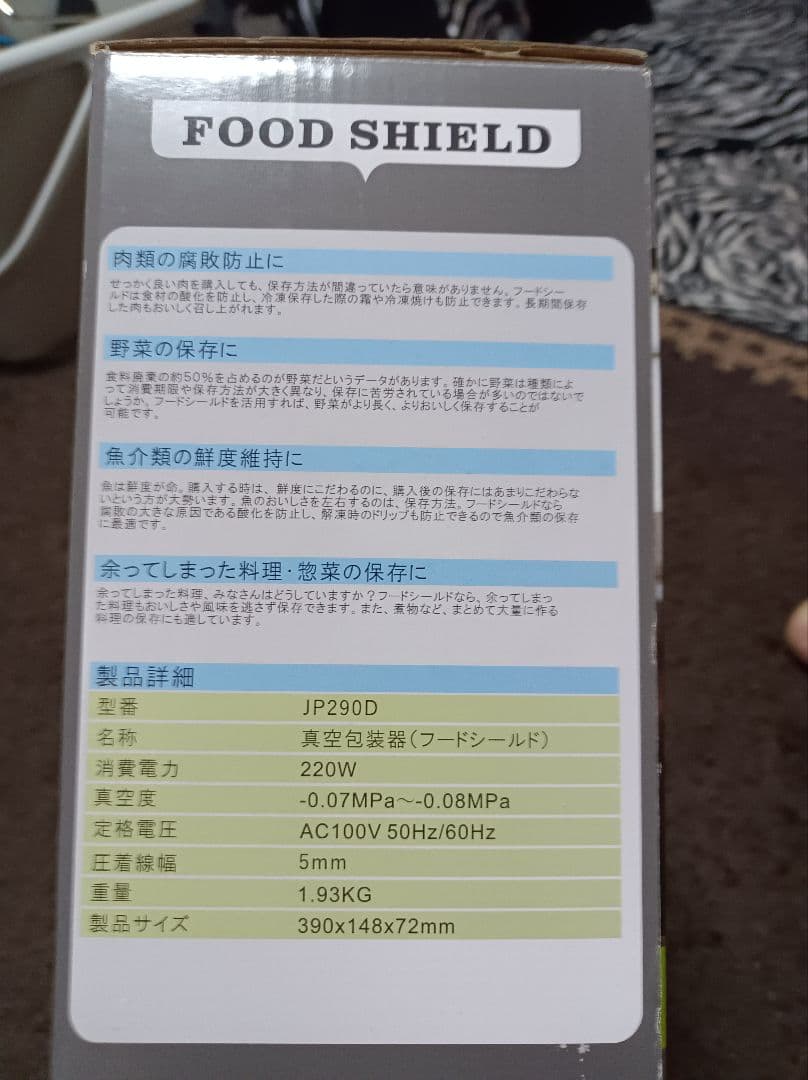 FOOD SHIELD
肉類の腐敗防止に
せっかく良い肉を購入しても、保存方法が間違っていたら意味がありません。フードシー
ルドは食材の酸化を防止し、冷凍保存した際の霜や冷凍焼けも防止できます。長期間保存
した肉もおいしく召し上がれます。
野菜の保存に
食料廃棄の約50%を占めるのが野菜だというデータがあります。確かに野菜は種類によ
って消費期限や保存方法が大きく異なり、保存に苦労されている場合が多いのではないで
しょうか。フードシールドを活用すれば、野菜がより長く、よりおいしく保存することが
可能です。
魚介類の鮮度維持に
魚は鮮度が命。購入する時は、鮮度にこだわるのに、購入後の保存にはあまりこだわらな
いという方が大勢います。魚のおいしさを左右するのは、保存方法。フードシールドなら
腐敗の大きな原因である酸化を防止し、解凍時のドリップも防止できるので魚介類の保存
に最適です。
余ってしまった料理・惣菜の保存に
余ってしまった料理、みなさんはどうしていますか？フードシールドなら、余ってしまっ
た料理もおいしさや風味を逃さず保存できます。また、煮物など、まとめて大量に作る
料理の保存にも適しています。
製品詳細
型番 JP290D
名称 真空包装器(フードシールド)
消費電力 220W
真空度 -0.07MPa～-0.08MPa
定格電圧 AC100V 50Hz/60Hz
圧着線幅 5mm
重量 1.93KG
製品サイズ 390x148x72mm